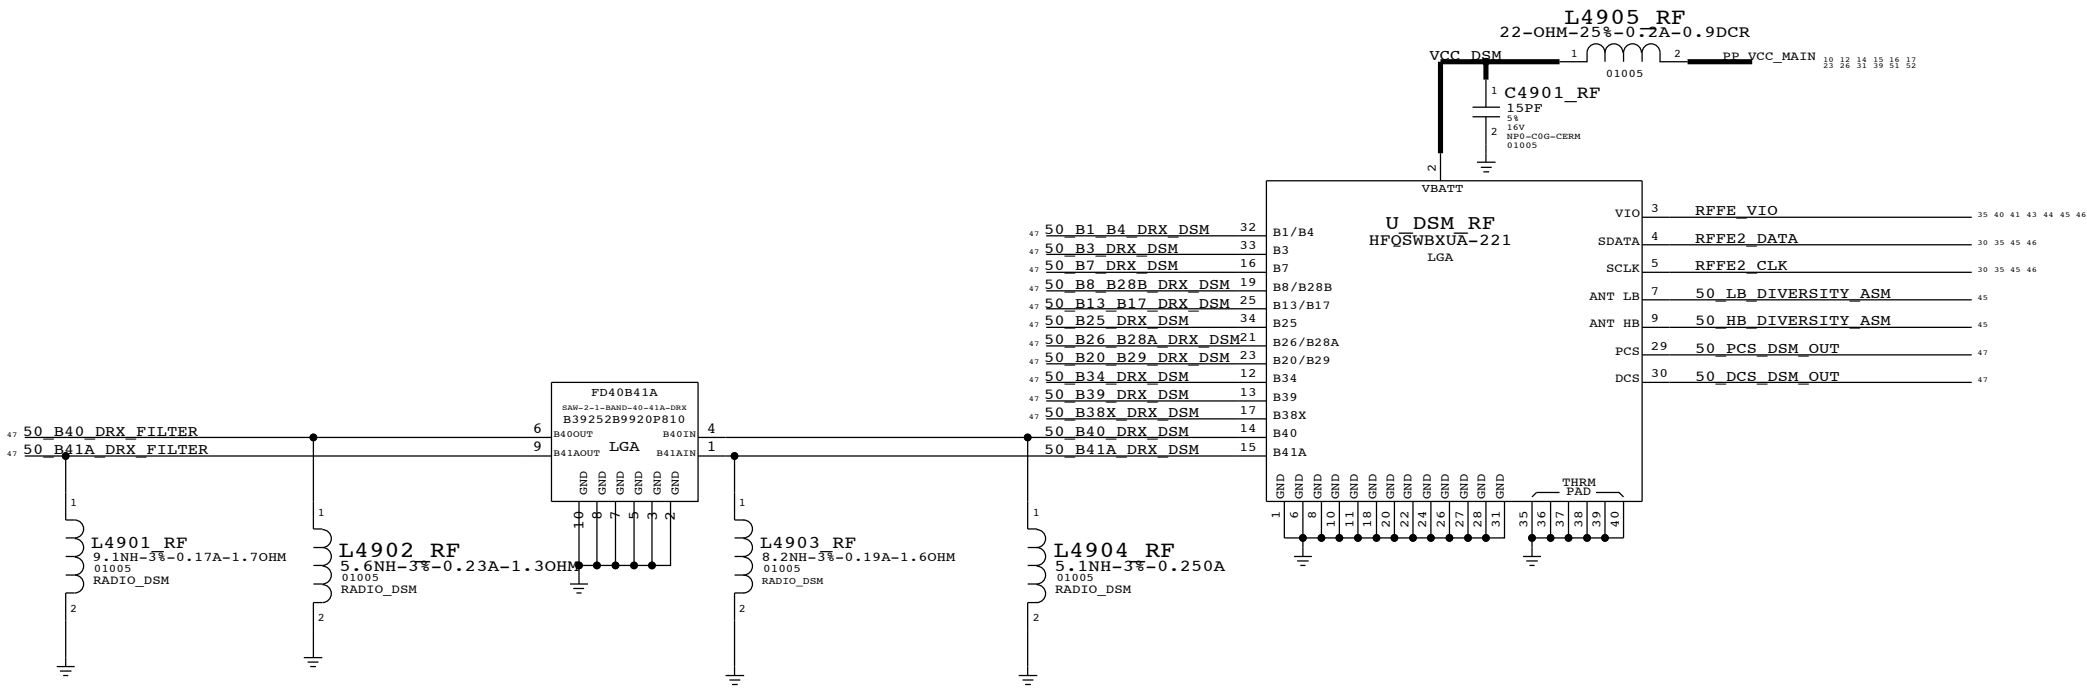 L4905_RF
22-OHM-25%-0.2A-0.9DCR
VCC_DSM
1
2
PP_VCC_MAIN
10 12 14 15 16 17
23 26 31 39 51 52
01005
1
C4901_RF
15PF
5%
16V
2
NP0-C0G-CERM
01005
2
VBATT
U_DSM_RF
HFQSWBXUA-221
LGA
47 50_B1_B4_DRX_DSM 32 B1/B4
47 50_B3_DRX_DSM 33 B3
47 50_B7_DRX_DSM 16 B7
47 50_B8_B28B_DRX_DSM 19 B8/B28B
47 50_B13_B17_DRX_DSM 25 B13/B17
47 50_B25_DRX_DSM 34 B25
47 50_B26_B28A_DRX_DSM 21 B26/B28A
47 50_B20_B29_DRX_DSM 23 B20/B29
47 50_B34_DRX_DSM 12 B34
47 50_B39_DRX_DSM 13 B39
47 50_B38X_DRX_DSM 17 B38X
50_B40_DRX_DSM 14 B40
50_B41A_DRX_DSM 15 B41A
VIO 3 RFFE_VIO 35 40 41 43 44 45 46
SDATA 4 RFFE2_DATA 30 35 45 46
SCLK 5 RFFE2_CLK 30 35 45 46
ANT LB 7 50_LB_DIVERSITY_ASM 45
ANT HB 9 50_HB_DIVERSITY_ASM 45
PCS 29 50_PCS_DSM_OUT 47
DCS 30 50_DCS_DSM_OUT 47
GND GND GND GND GND GND GND GND GND GND GND GND GND
1 6 8 10 11 18 20 22 24 26 27 28 31
THRM
PAD
35 36 37 38 39 40
FD40B41A
SAW-2-1-BAND-40-41A-DRX
B39252B9920P810
LGA
47 50_B40_DRX_FILTER 6 B40OUT B40IN 4
47 50_B41A_DRX_FILTER 9 B41AOUT B41AIN 1
GND GND GND GND GND GND
10 8 7 5 3 2
1
L4901_RF
9.1NH-3%-0.17A-1.7OHM
01005
RADIO_DSM
2
1
L4902_RF
5.6NH-3%-0.23A-1.3OHM
01005
RADIO_DSM
2
1
L4903_RF
8.2NH-3%-0.19A-1.6OHM
01005
RADIO_DSM
2
1
L4904_RF
5.1NH-3%-0.250A
01005
RADIO_DSM
2